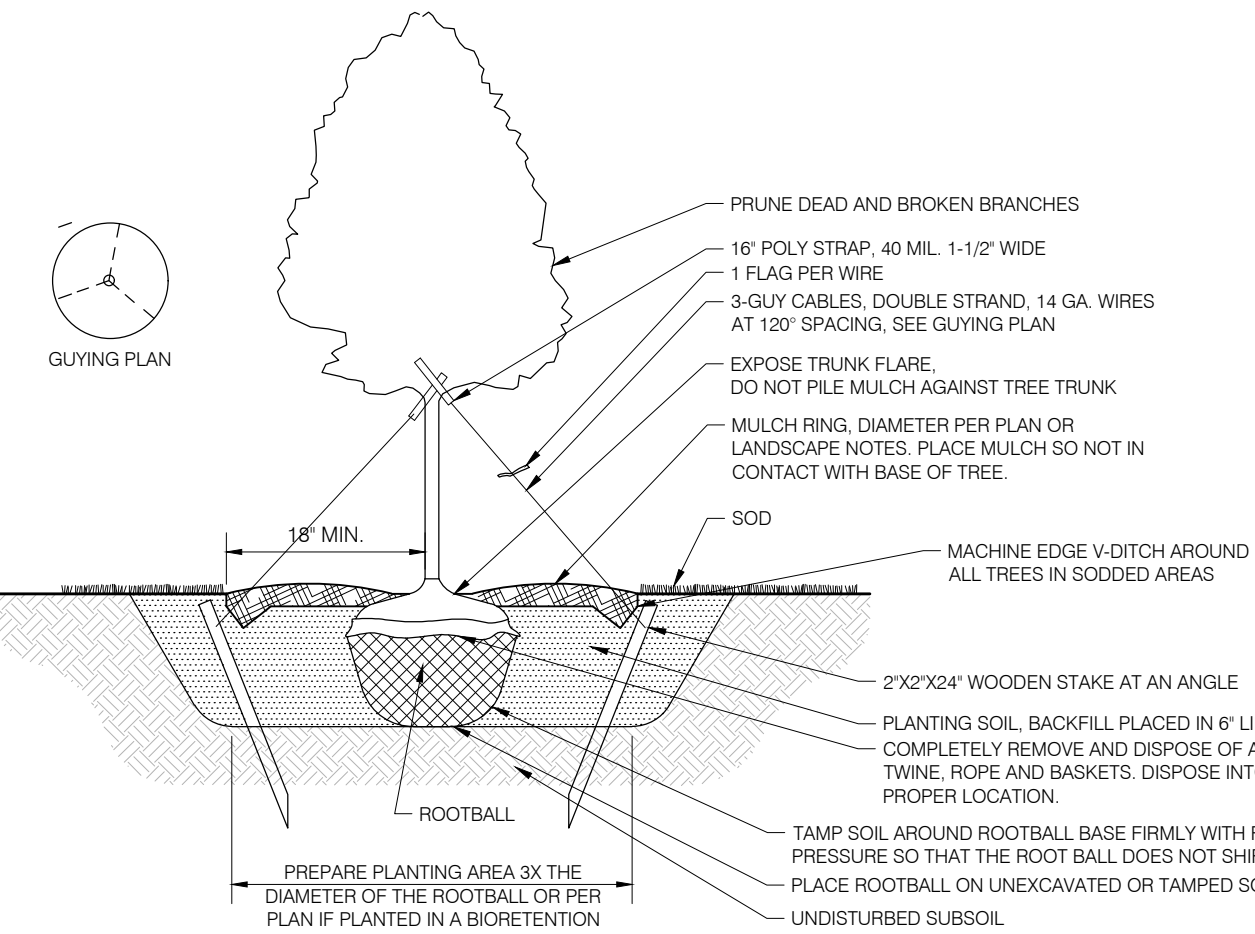 PRUNE DEAD AND BROKEN BRANCHES
16" POLY STRAP, 40 MIL. 1-1/2" WIDE
1 FLAG PER WIRE
3-GUY CABLES, DOUBLE STRAND, 14 GA. WIRES
AT 120° SPACING, SEE GUYING PLAN
GUYING PLAN
EXPOSE TRUNK FLARE,
DO NOT PILE MULCH AGAINST TREE TRUNK
MULCH RING, DIAMETER PER PLAN OR
LANDSCAPE NOTES. PLACE MULCH SO NOT IN
CONTACT WITH BASE OF TREE.
SOD
18" MIN.
MACHINE EDGE V-DITCH AROUND
ALL TREES IN SODDED AREAS
2"X2"X24" WOODEN STAKE AT AN ANGLE
PLANTING SOIL, BACKFILL PLACED IN 6"
COMPLETELY REMOVE AND DISPOSE OF
TWINE, ROPE AND BASKETS. DISPOSE
PROPER LOCATION.
ROOTBALL
TAMP SOIL AROUND ROOTBALL BASE FIRMLY WITH
PRESSURE SO THAT THE ROOT BALL DOES NOT
PLACE ROOTBALL ON UNEXCAVATED OR TAMPED
UNDISTURBED SUBSOIL
PREPARE PLANTING AREA 3X THE
DIAMETER OF THE ROOTBALL OR PER
PLAN IF PLANTED IN A BIORETENTION